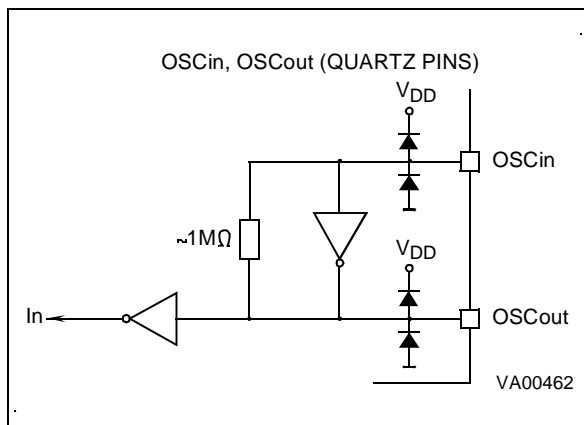 OSCin, OSCout (QUARTZ PINS)
VDD
OSCin
~1MΩ
VDD
In
OSCout
VA00462